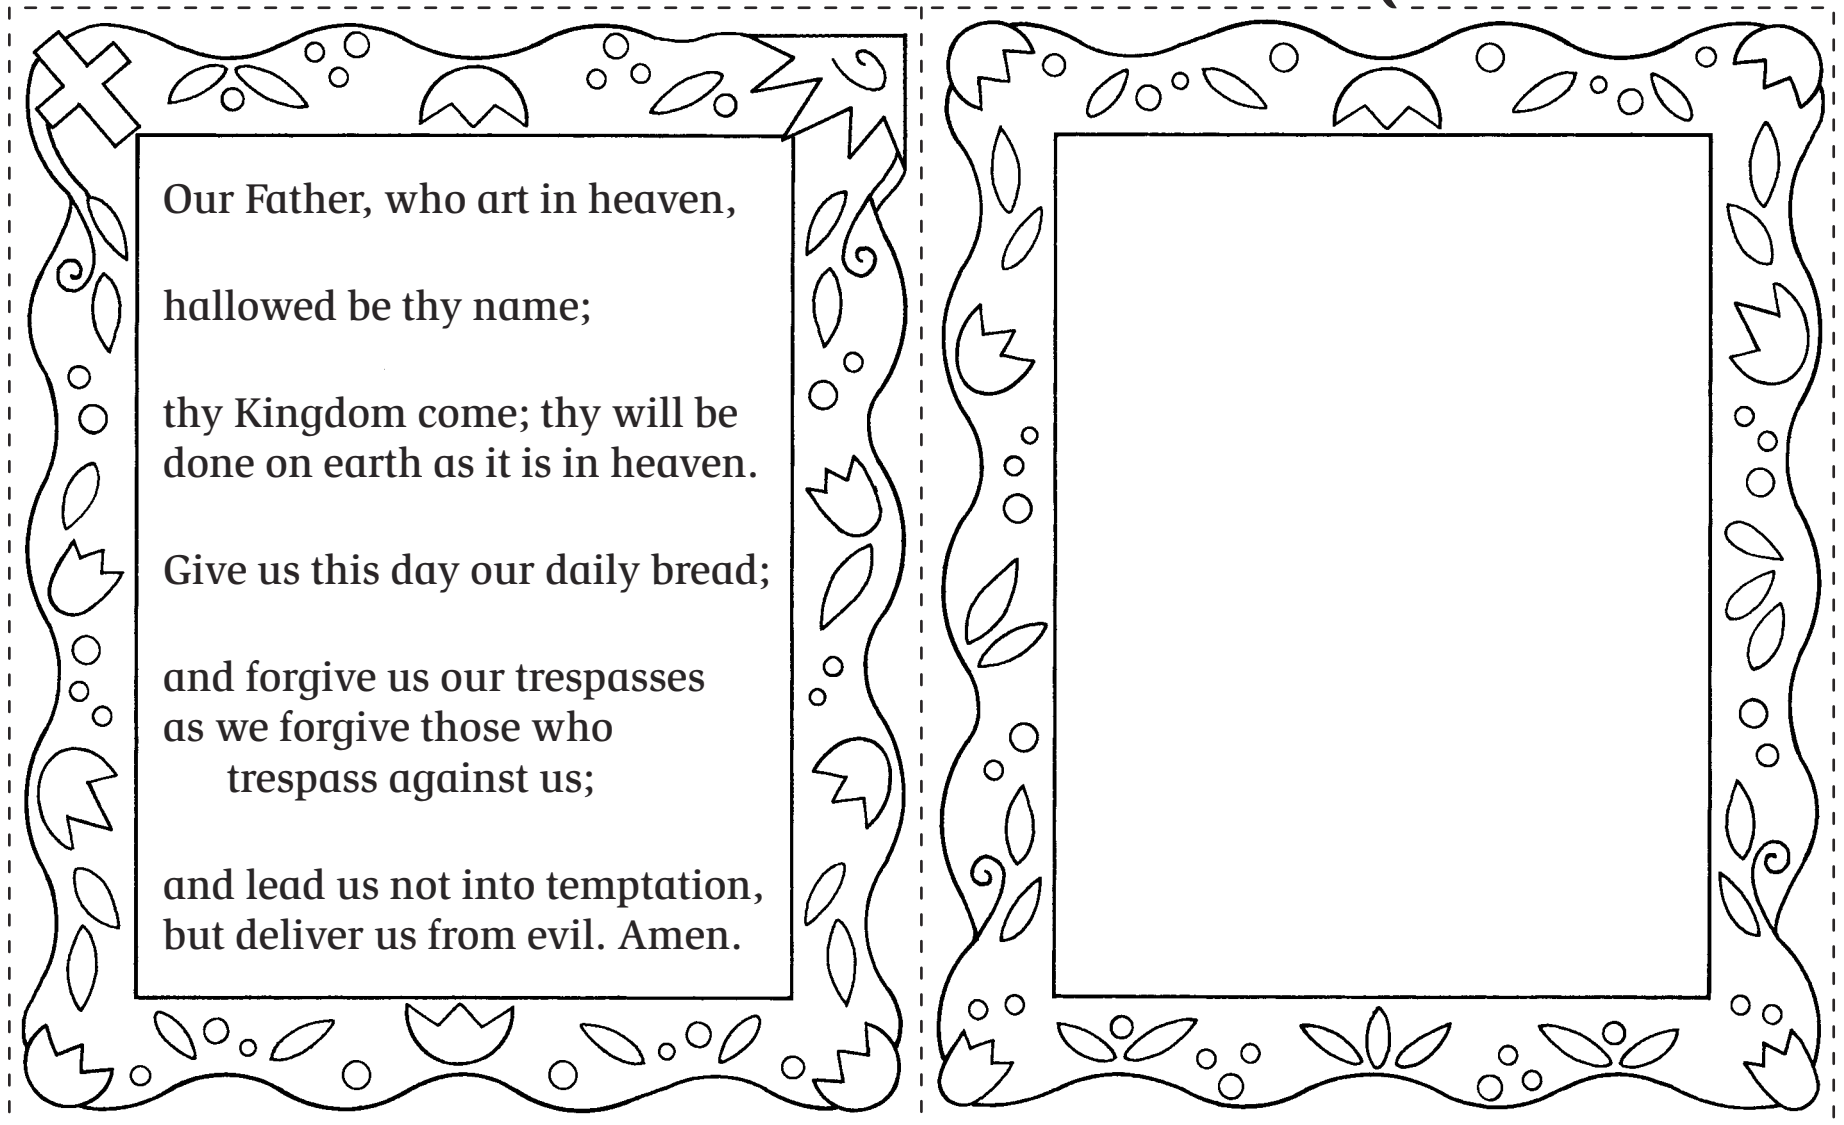 Our Father, who art in heaven,
hallowed be thy name;
thy Kingdom come; thy will be
done on earth as it is in heaven.
Give us this day our daily bread;
and forgive us our trespasses
as we forgive those who
trespass against us;
and lead us not into temptation,
but deliver us from evil. Amen.